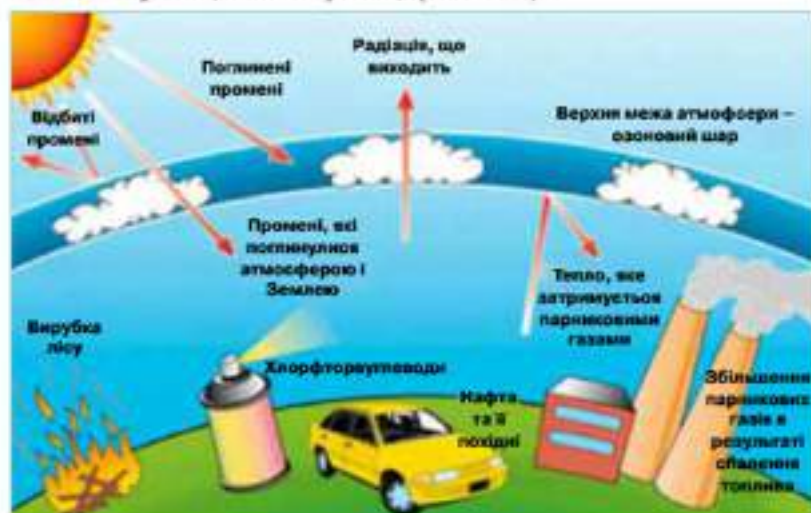 Поглинені
промені
Радіація, що
виходить
Відбиті
промені
Верхня межа атмофсери –
озоновий шар
Промені, які
поглинулися
атмосферою і
Землею
Тепло, яке
затримується
парниковими
газами
Вирубка
лісу
Хлорфторвуглеводи
Нафта
та її
похідні
Збільшення
парникових
газів в
результаті
спалення
топлива